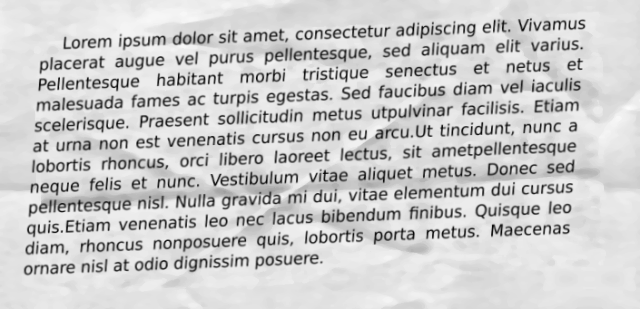 Lorem ipsum dolor sit amet, consectetur adipiscing elit. Vivamus
placerat augue vel purus pellentesque, sed aliquam elit varius.
Pellentesque habitant morbi tristique senectus et netus et
malesuada fames ac turpis egestas. Sed faucibus diam vel iaculis
scelerisque. Praesent sollicitudin metus utpulvinar facilisis. Etiam
at urna non est venenatis cursus non eu arcu.Ut tincidunt, nunc a
lobortis rhoncus, orci libero laoreet lectus, sit ametpellentesque
neque felis et nunc. Vestibulum vitae aliquet metus. Donec sed
pellentesque nisl. Nulla gravida mi dui, vitae elementum dui cursus
quis.Etiam venenatis leo nec lacus bibendum finibus. Quisque leo
diam, rhoncus nonposuere quis, lobortis porta metus. Maecenas
ornare nisl at odio dignissim posuere.